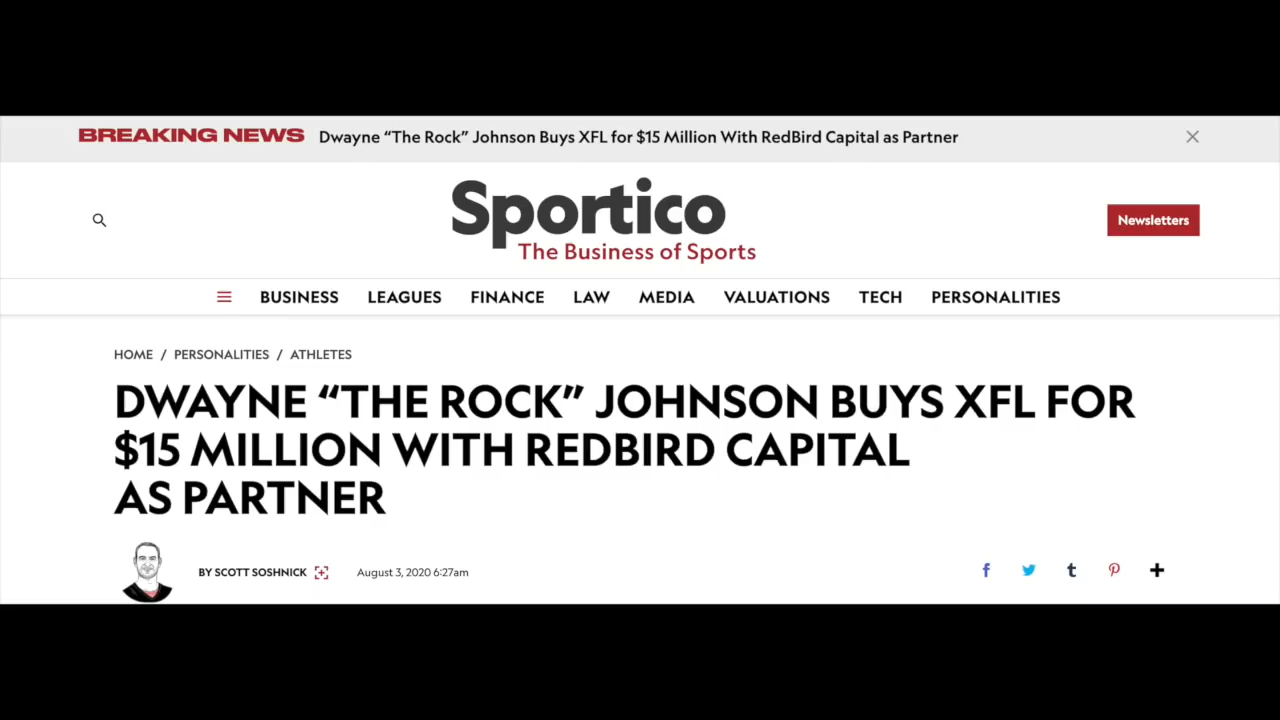 BREAKING NEWS Dwayne “The Rock” Johnson Buys XFL for $15 Million With RedBird Capital as Partner
Sportico
The Business of Sports
Newsletters
BUSINESS LEAGUES FINANCE LAW MEDIA VALUATIONS TECH PERSONALITIES
HOME / PERSONALITIES / ATHLETES
DWAYNE “THE ROCK” JOHNSON BUYS XFL FOR
$15 MILLION WITH REDBIRD CAPITAL
AS PARTNER
BY SCOTT SOSHNICK August 3, 2020 6:27am